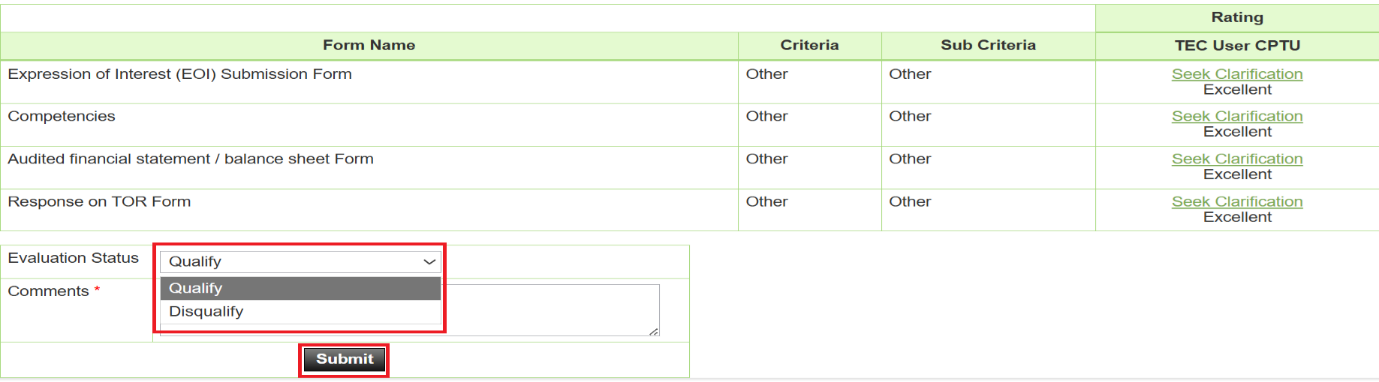 Rating
Form Name Criteria Sub Criteria TEC User CPTU
Expression of Interest (EOI) Submission Form Other Other Seek Clarification
Excellent
Competencies Other Other Seek Clarification
Excellent
Audited financial statement / balance sheet Form Other Other Seek Clarification
Excellent
Response on TOR Form Other Other Seek Clarification
Excellent
Evaluation Status Qualify
Qualify
Comments *
Disqualify
Submit